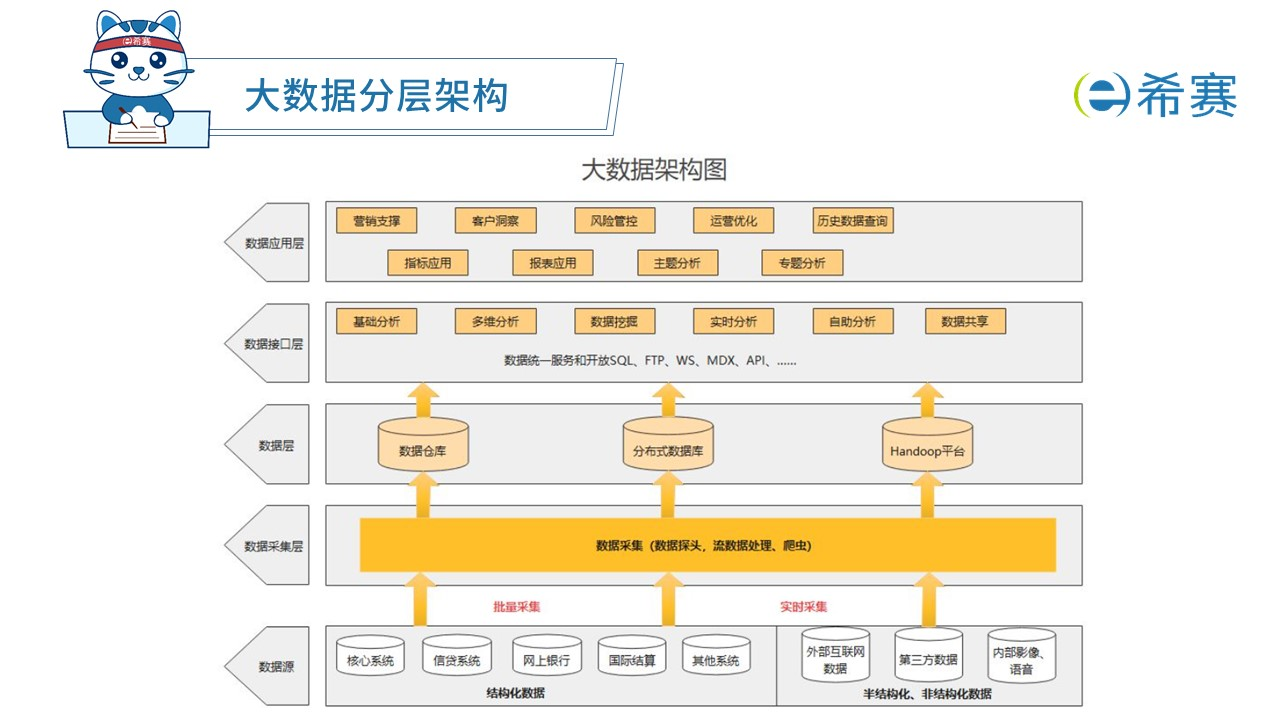 e希赛
大数据分层架构
e希赛
大数据架构图
数据应用层
营销支撑 客户洞察 风险管控 运营优化 历史数据查询
指标应用 报表应用 主题分析 专题分析
数据接口层
基础分析 多维分析 数据挖掘 实时分析 自助分析 数据共享
数据统一服务和开放SQL、FTP、WS、MDX、API、......
数据层
数据仓库 分布式数据库 Handoop平台
数据采集层
数据采集（数据探头，流数据处理、爬虫）
批量采集 实时采集
数据源
核心系统 信贷系统 网上银行 国际结算 其他系统
外部互联网
数据
第三方数据
内部影像、
语音
结构化数据
半结构化、非结构化数据